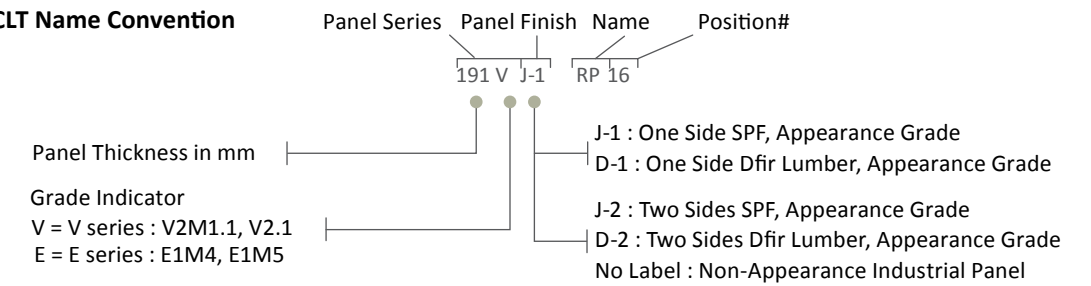 CLT Name Convention
Panel Series Panel Finish Name Position#
191 V J-1 RP 16
Panel Thickness in mm
Grade Indicator
V = V series : V2M1.1, V2.1
E = E series : E1M4, E1M5
J-1 : One Side SPF, Appearance Grade
D-1 : One Side Dfir Lumber, Appearance Grade
J-2 : Two Sides SPF, Appearance Grade
D-2 : Two Sides Dfir Lumber, Appearance Grade
No Label : Non-Appearance Industrial Panel